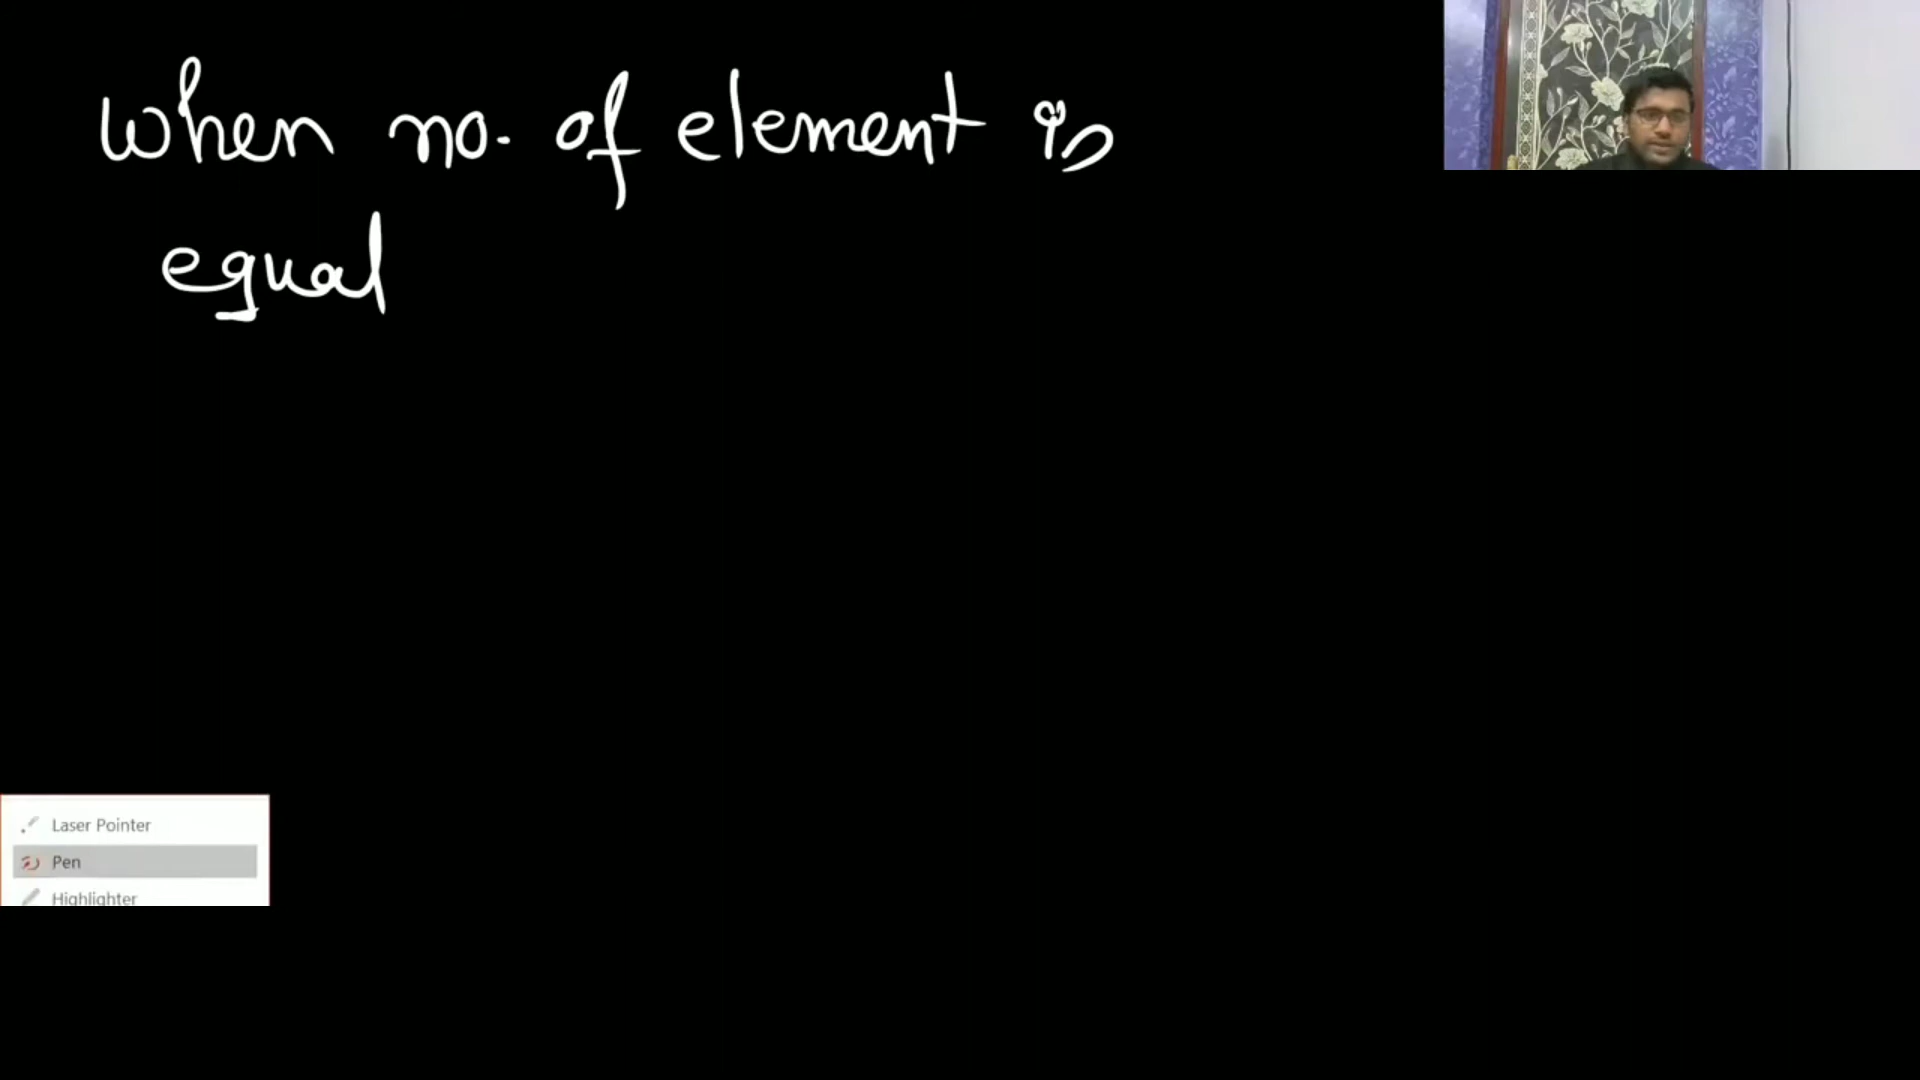 when no. of element is
equal
Laser Pointer
Pen
Highlighter